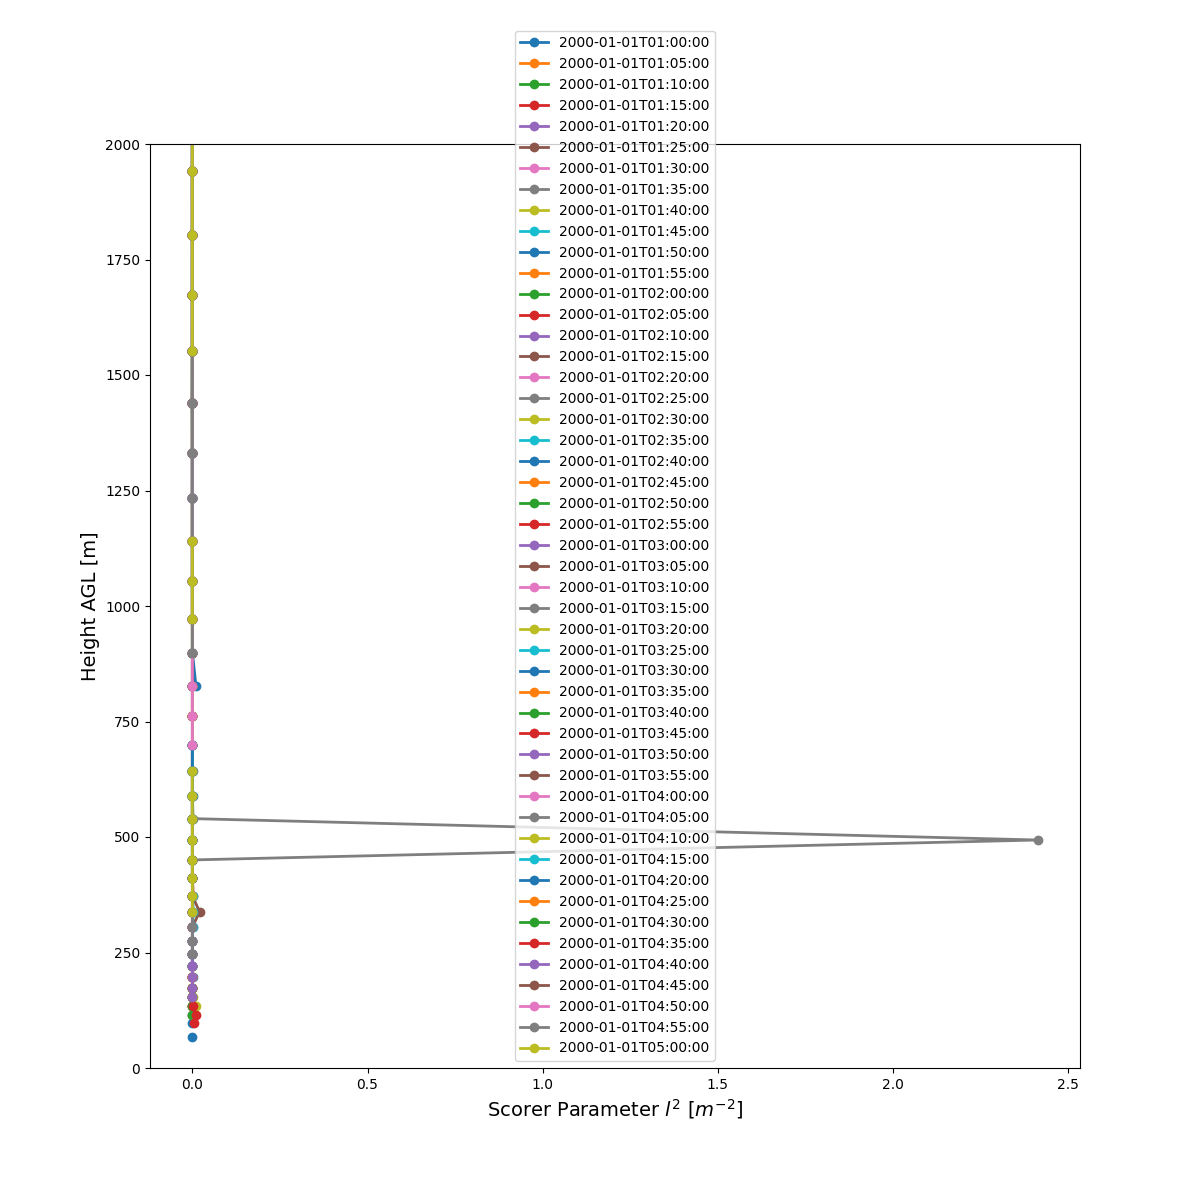 2000-01-01T01:00:00
2000-01-01T01:05:00
2000-01-01T01:10:00
2000-01-01T01:15:00
2000-01-01T01:20:00
2000-01-01T01:25:00
2000-01-01T01:30:00
2000-01-01T01:35:00
2000-01-01T01:40:00
2000-01-01T01:45:00
2000-01-01T01:50:00
2000-01-01T01:55:00
2000-01-01T02:00:00
2000-01-01T02:05:00
2000-01-01T02:10:00
2000-01-01T02:15:00
2000-01-01T02:20:00
2000-01-01T02:25:00
2000-01-01T02:30:00
2000-01-01T02:35:00
2000-01-01T02:40:00
2000-01-01T02:45:00
2000-01-01T02:50:00
2000-01-01T02:55:00
2000-01-01T03:00:00
2000-01-01T03:05:00
2000-01-01T03:10:00
2000-01-01T03:15:00
2000-01-01T03:20:00
2000-01-01T03:25:00
2000-01-01T03:30:00
2000-01-01T03:35:00
2000-01-01T03:40:00
2000-01-01T03:45:00
2000-01-01T03:50:00
2000-01-01T03:55:00
2000-01-01T04:00:00
2000-01-01T04:05:00
2000-01-01T04:10:00
2000-01-01T04:15:00
2000-01-01T04:20:00
2000-01-01T04:25:00
2000-01-01T04:30:00
2000-01-01T04:35:00
2000-01-01T04:40:00
2000-01-01T04:45:00
2000-01-01T04:50:00
2000-01-01T04:55:00
2000-01-01T05:00:00
Height AGL [m]
2000
1750
1500
1250
1000
750
500
250
0
0.0 0.5 1.0 1.5 2.0 2.5
Scorer Parameter l² [m⁻²]